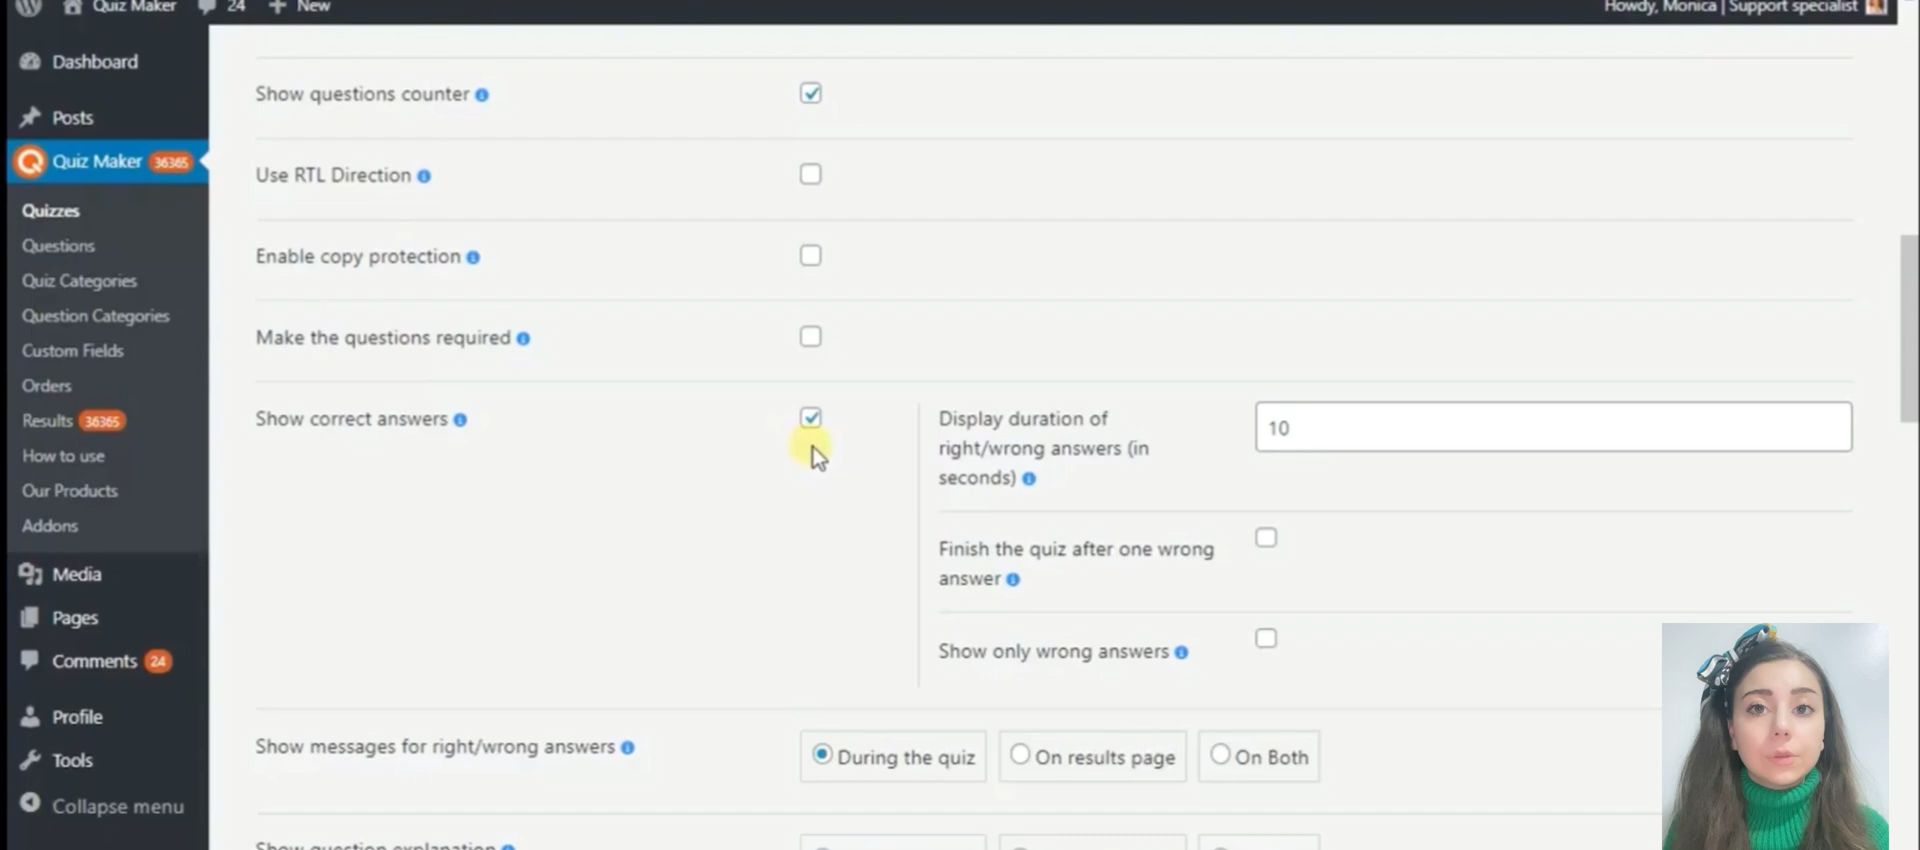 Quiz Maker 24 New
Howdy, Monica | Support specialist
Dashboard
Posts
Quiz Maker 36365
Quizzes
Questions
Quiz Categories
Question Categories
Custom Fields
Orders
Results 36365
How to use
Our Products
Addons
Media
Pages
Comments 24
Profile
Tools
Collapse menu
Show questions counter
Use RTL Direction
Enable copy protection
Make the questions required
Show correct answers
Display duration of
right/wrong answers (in
seconds)
10
Finish the quiz after one wrong
answer
Show only wrong answers
Show messages for right/wrong answers
During the quiz On results page On Both
Show question explanation